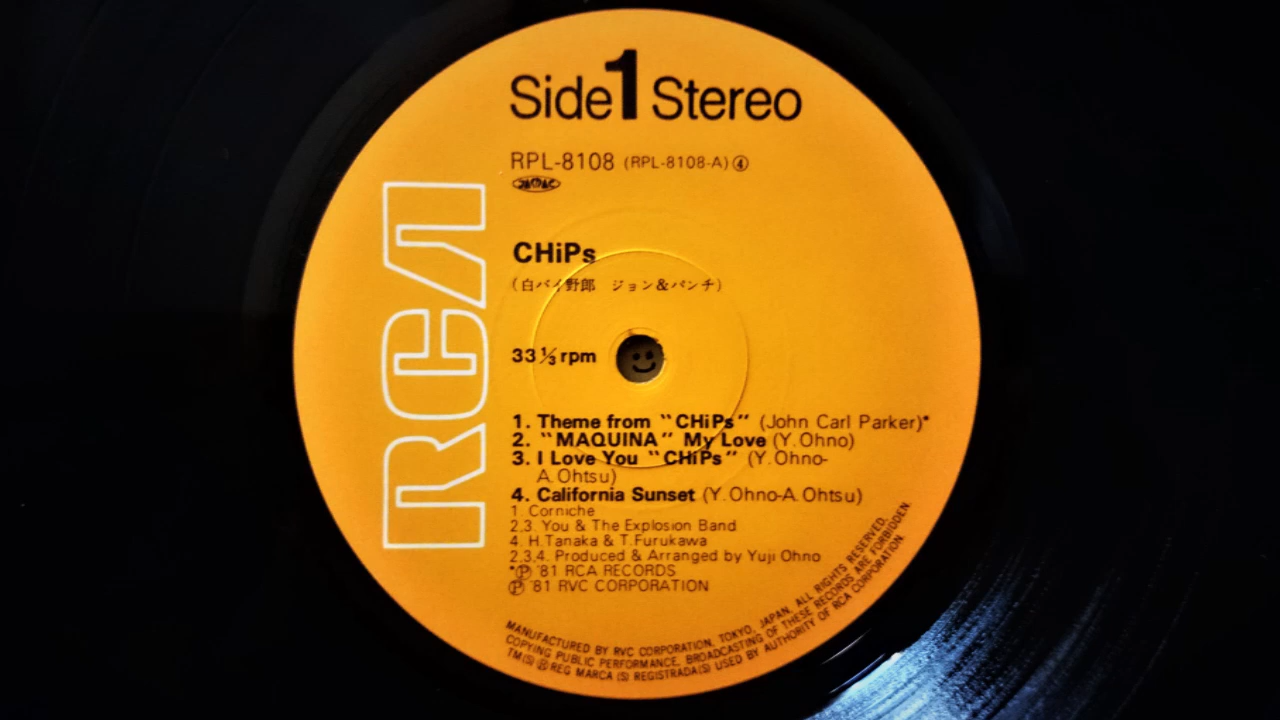 Side 1 Stereo
RPL-8108 (RPL-8108-A) ④
RCA
CHiPs
(白バイ野郎 ジョン&パンチ)
33⅓ rpm
1. Theme from "CHiPs" (John Carl Parker)*
2. "MAQUINA" My Love (Y. Ohno)
3. I Love You "CHiPs" (Y. Ohno-
A. Ohtsu)
4. California Sunset (Y. Ohno-A. Ohtsu)
1. Corniche
2.3. You & The Explosion Band
4. H.Tanaka & T.Furukawa
2.3.4. Produced & Arranged by Yuji Ohno
*Ⓟ '81 RCA RECORDS
Ⓟ '81 RVC CORPORATION
MANUFACTURED BY RVC CORPORATION, TOKYO, JAPAN. ALL RIGHTS RESERVED.
COPYING PUBLIC PERFORMANCE, BROADCASTING OF THESE RECORDS ARE FORBIDDEN.
TM(S) ® REG MARCA (S) REGISTRADA(S) USED BY AUTHORITY OF RCA CORPORATION.